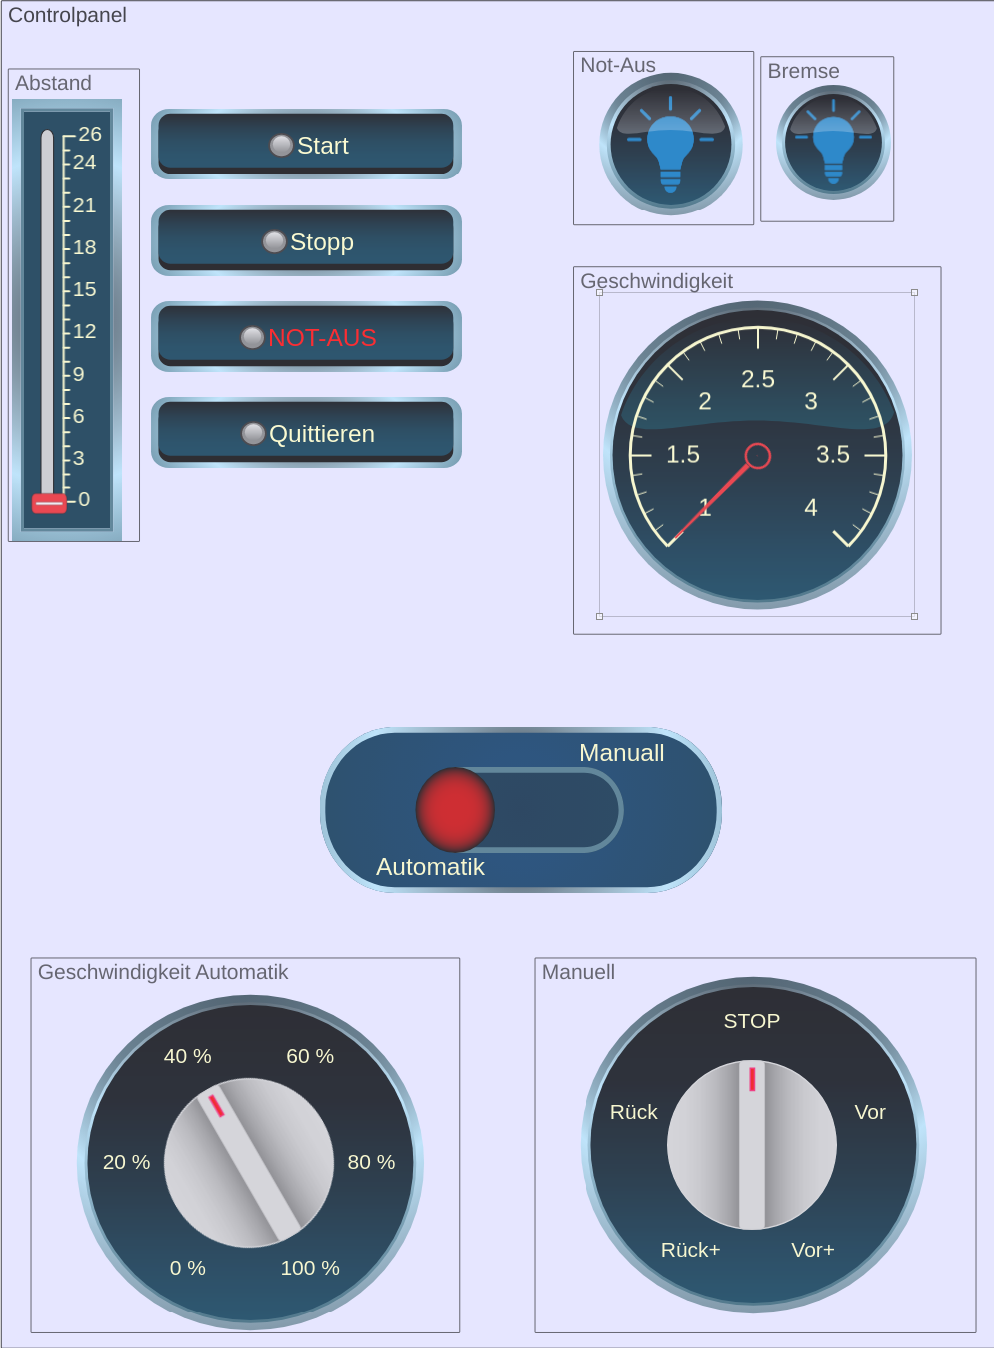 Controlpanel
Abstand
26
24
21
18
15
12
9
6
3
0
Start
Stopp
NOT-AUS
Quittieren
Not-Aus
Bremse
Geschwindigkeit
1
1.5
2
2.5
3
3.5
4
Manuall
Automatik
Geschwindigkeit Automatik
40 %
60 %
20 %
80 %
0 %
100 %
Manuell
STOP
Rück
Vor
Rück+
Vor+